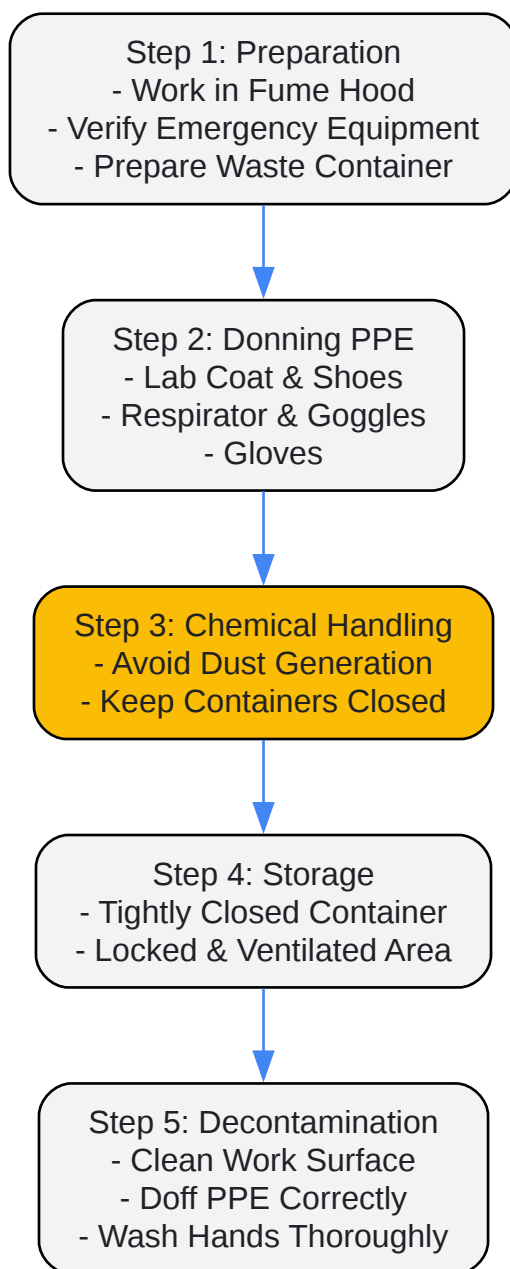 Step 1: Preparation
- Work in Fume Hood
- Verify Emergency Equipment
- Prepare Waste Container
Step 2: Donning PPE
- Lab Coat & Shoes
- Respirator & Goggles
- Gloves
Step 3: Chemical Handling
- Avoid Dust Generation
- Keep Containers Closed
Step 4: Storage
- Tightly Closed Container
- Locked & Ventilated Area
Step 5: Decontamination
- Clean Work Surface
- Doff PPE Correctly
- Wash Hands Thoroughly